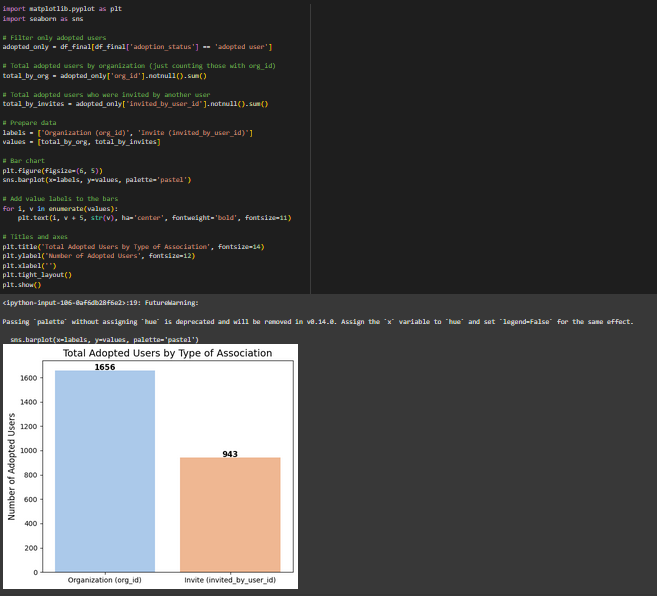 import matplotlib.pyplot as plt
import seaborn as sns
# Filter only adopted users
adopted_only = df_final[df_final['adoption_status'] == 'adopted user']
# Total adopted users by organization (just counting those with org_id)
total_by_org = adopted_only['org_id'].notnull().sum()
# Total adopted users who were invited by another user
total_by_invites = adopted_only['invited_by_user_id'].notnull().sum()
# Prepare data
labels = ['Organization (org_id)', 'Invite (invited_by_user_id)']
values = [total_by_org, total_by_invites]
# Bar chart
plt.figure(figsize=(6, 5))
sns.barplot(x=labels, y=values, palette='pastel')
# Add value labels to the bars
for i, v in enumerate(values):
    plt.text(i, v + 5, str(v), ha='center', fontweight='bold', fontsize=11)
# Titles and axes
plt.title('Total Adopted Users by Type of Association', fontsize=14)
plt.ylabel('Number of Adopted Users', fontsize=12)
plt.xlabel('')
plt.tight_layout()
plt.show()
<ipython-input-106-0af6db28f6e2>:19: FutureWarning:
Passing `palette` without assigning `hue` is deprecated and will be removed in v0.14.0. Assign the `x` variable to `hue` and set `legend=False` for the same effect.
  sns.barplot(x=labels, y=values, palette='pastel')
Total Adopted Users by Type of Association
1656
943
Number of Adopted Users
1600
1400
1200
1000
800
600
400
200
0
Organization (org_id)
Invite (invited_by_user_id)